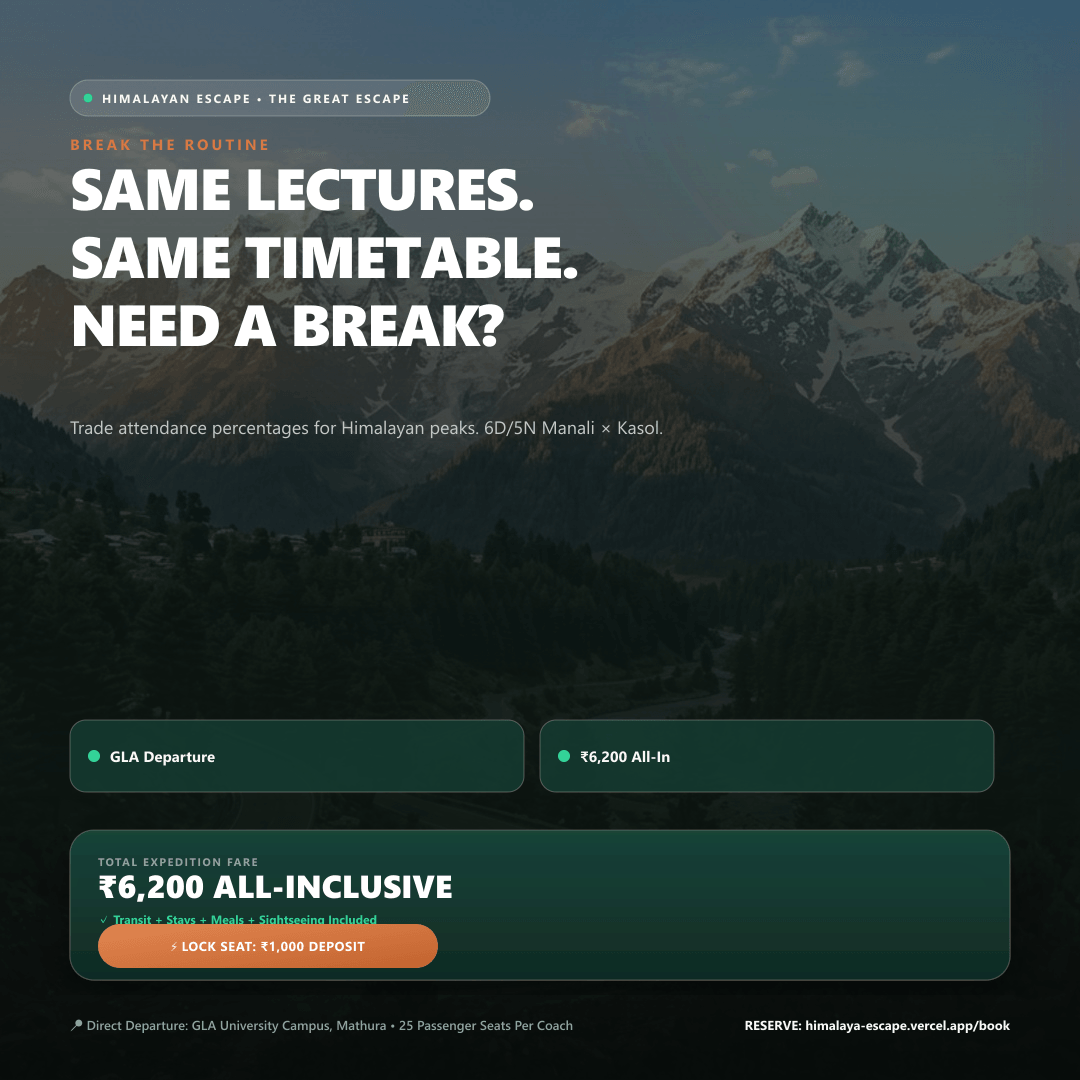 HIMALAYAN ESCAPE • THE GREAT ESCAPE
BREAK THE ROUTINE
SAME LECTURES.
SAME TIMETABLE.
NEED A BREAK?
Trade attendance percentages for Himalayan peaks. 6D/5N Manali × Kasol.
GLA Departure
₹6,200 All-In
TOTAL EXPEDITION FARE
₹6,200 ALL-INCLUSIVE
✓ Transit + Stays + Meals + Sightseeing Included
⚡ LOCK SEAT: ₹1,000 DEPOSIT
📍 Direct Departure: GLA University Campus, Mathura • 25 Passenger Seats Per Coach
RESERVE: himalaya-escape.vercel.app/book